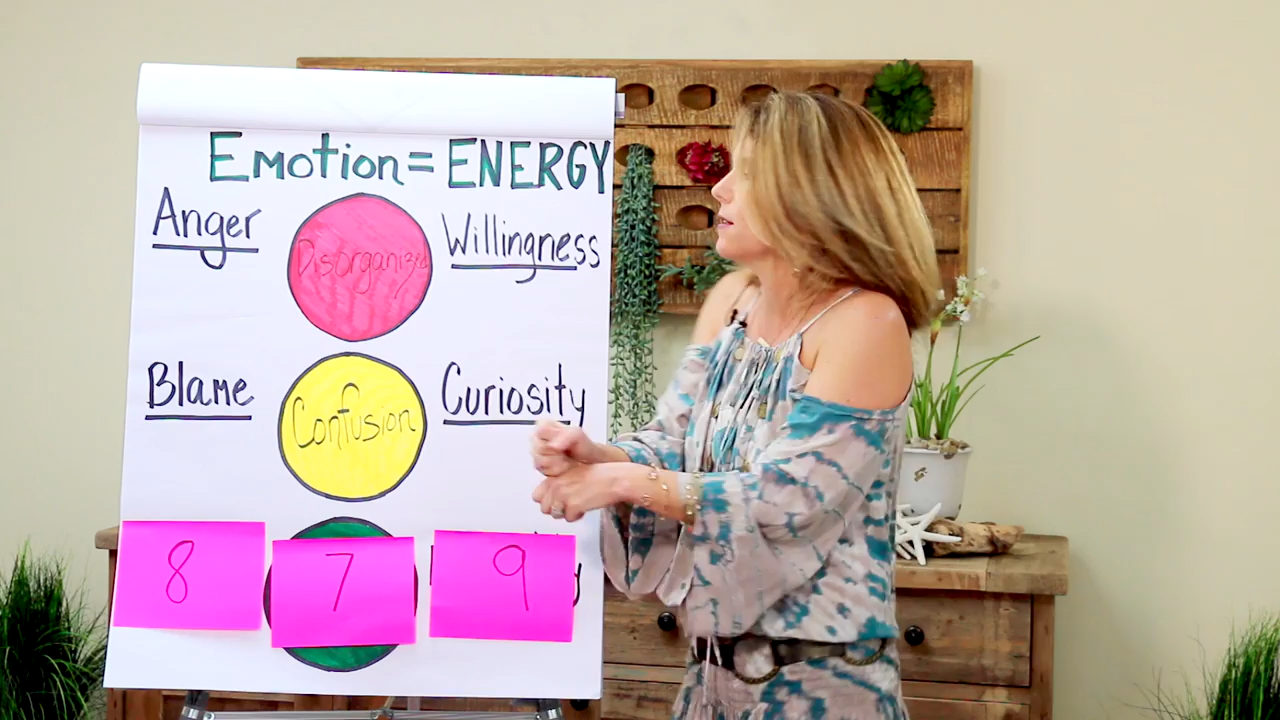 Emotion = ENERGY
Anger Disorganized Willingness
Blame Confusion Curiosity
8 7 9